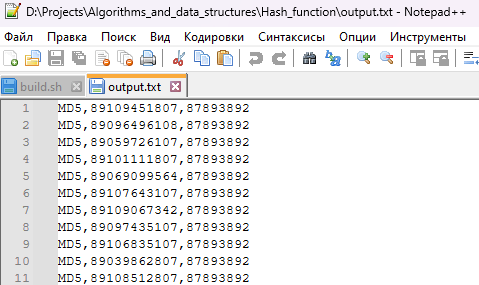 D:\Projects\Algorithms_and_data_structures\Hash_function\output.txt - Notepad++
Файл Правка Поиск Вид Кодировки Синтаксисы Опции Инструменты
build.sh output.txt
1 MD5,89109451807,87893892
2 MD5,89096496108,87893892
3 MD5,89059726107,87893892
4 MD5,89101111807,87893892
5 MD5,89069099564,87893892
6 MD5,89107643107,87893892
7 MD5,89109067342,87893892
8 MD5,89097435107,87893892
9 MD5,89106835107,87893892
10 MD5,89039862807,87893892
11 MD5,89108512807,87893892